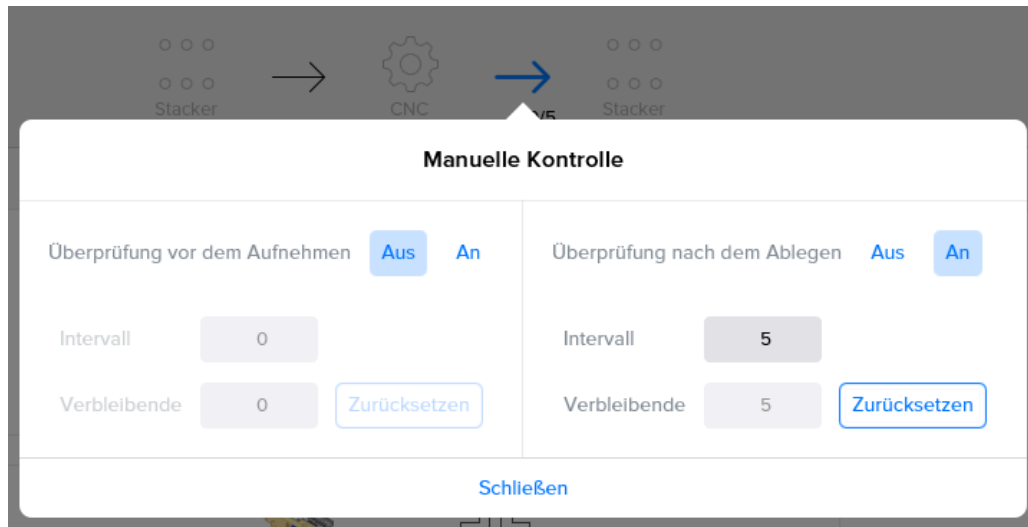 Stacker
CNC
Stacker
Manuelle Kontrolle
Überprüfung vor dem Aufnehmen Aus An
Intervall 0
Verbleibende 0 Zurücksetzen
Überprüfung nach dem Ablegen Aus An
Intervall 5
Verbleibende 5 Zurücksetzen
Schließen